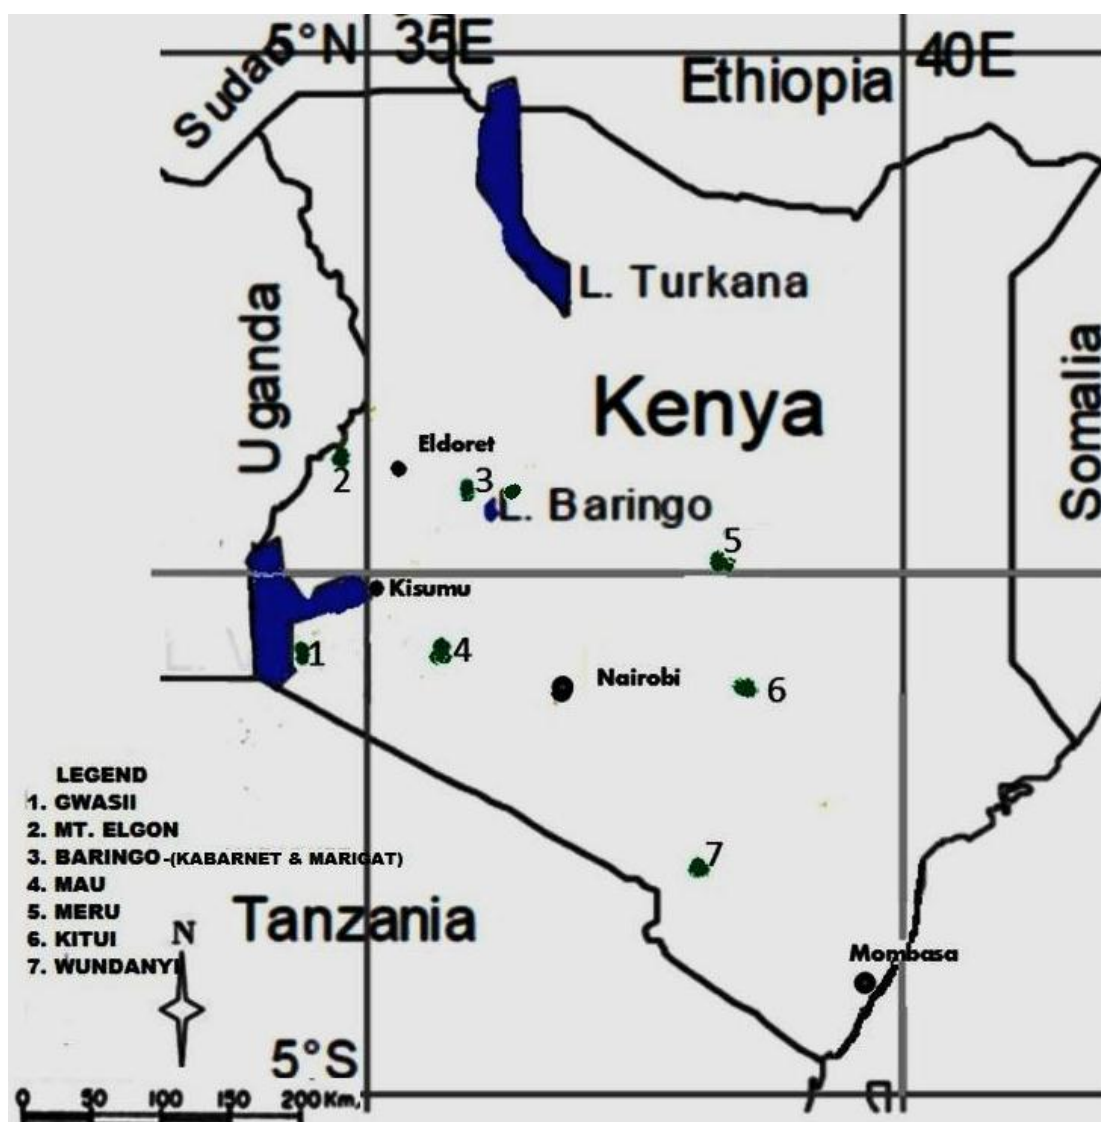 5°N 35E 40E
Sudan
Ethiopia
L. Turkana
Uganda
Kenya
Somalia
Eldoret
2
3
L. Baringo
5
Kisumu
L. V
1
4
Nairobi
6
LEGEND
1. GWASII
2. MT. ELGON
3. BARINGO-(KABARNET & MARIGAT)
4. MAU
5. MERU
6. KITUI
7. WUNDANYI
7
N
Tanzania
Mombasa
5°S
0 50 100 150 200 Km,